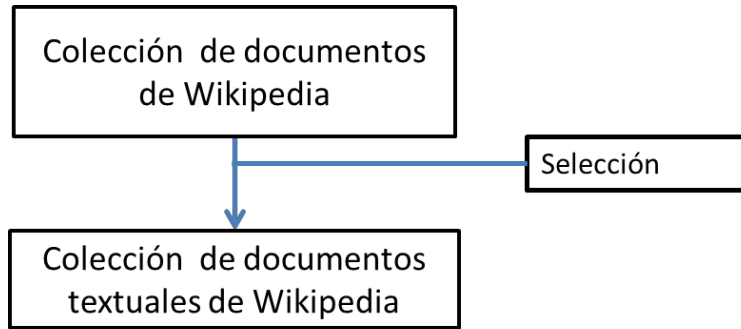 Colección de documentos
de Wikipedia
Selección
Colección de documentos
textuales de Wikipedia